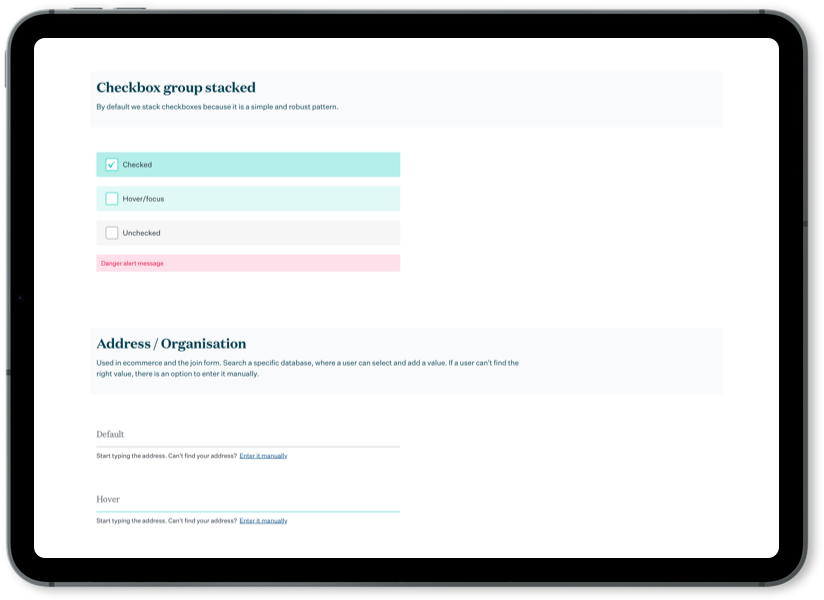 Checkbox group stacked
By default we stack checkboxes because it is a simple and robust pattern.
Checked
Hover/focus
Unchecked
Danger alert message
Address / Organisation
Used in ecommerce and the join form. Search a specific database, where a user can select and add a value. If a user can't find the
right value, there is an option to enter it manually.
Default
Start typing the address. Can't find your address? Enter it manually
Hover
Start typing the address. Can't find your address? Enter it manually